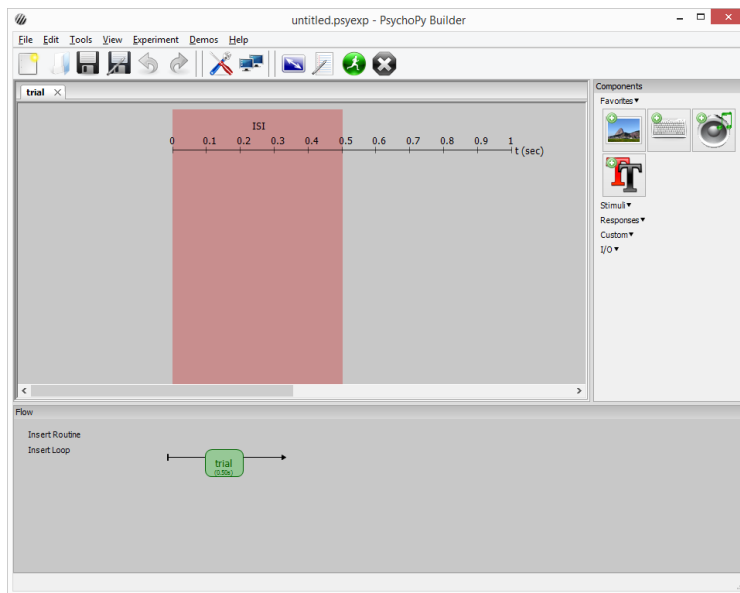 untitled.psyexp - PsychoPy Builder
File Edit Tools View Experiment Demos Help
trial
ISI
0 0.1 0.2 0.3 0.4 0.5 0.6 0.7 0.8 0.9 1
t (sec)
Components
Favorites
TT
Stimuli
Responses
Custom
I/O
Flow
Insert Routine
Insert Loop
trial
(0.50s)